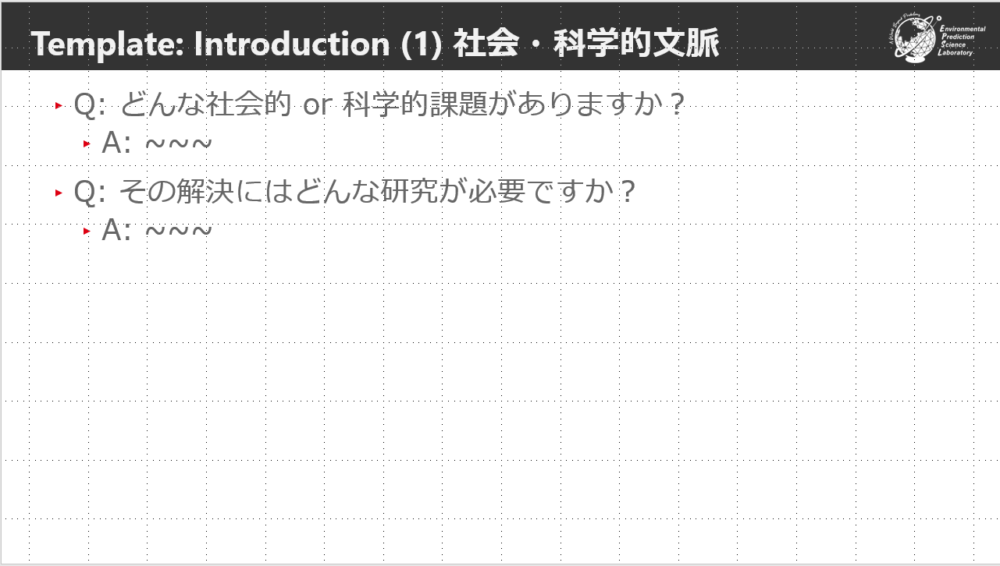 Template: Introduction (1) 社会・科学的文脈
Environmental
Prediction
Science
Laboratory
Q: どんな社会的 or 科学的課題がありますか？
A: ~~~
Q: その解決にはどんな研究が必要ですか？
A: ~~~